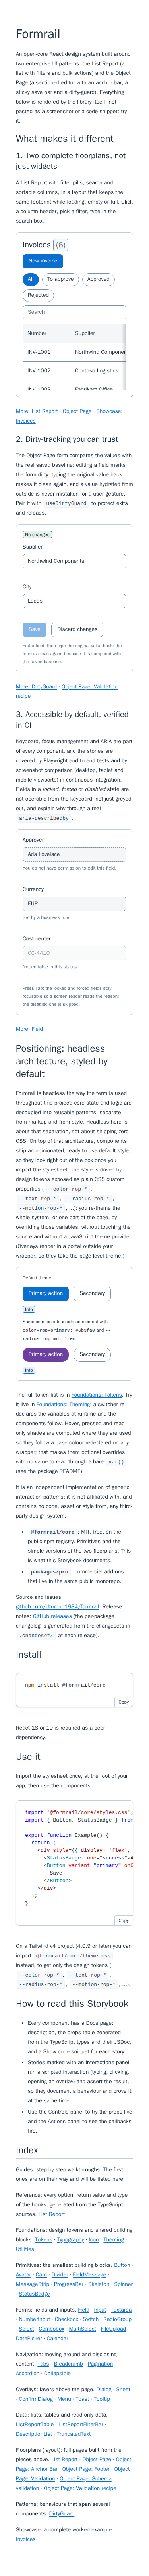 Formrail
An open-core React design system built around
two enterprise UI patterns: the List Report (a
list with filters and bulk actions) and the Object
Page (a sectioned object with an anchor bar, a
sticky save bar and a dirty-guard). Everything
below is rendered by the library itself, not
pasted as a screenshot or a code snippet: try
it.
What makes it different
1. Two complete floorplans, not
just widgets
A List Report with filter pills, search and
sortable columns, in a layout that keeps the
same footprint while loading, empty or full. Click
a column header, pick a filter, type in the
search box.
Invoices (6)
New invoice
All To approve Approved
Rejected
Search
Number Supplier
INV-1001 Northwind Componen
INV-1002 Contoso Logistics
INV-1003 Fabrikam Office
More: List Report · Object Page · Showcase:
Invoices
2. Dirty-tracking you can trust
The Object Page form compares the values with
the real saved baseline: editing a field marks
the form dirty, typing the original value back
makes it clean again, and a value hydrated from
outside is never mistaken for a user gesture.
Pair it with useDirtyGuard to protect exits
and reloads.
No changes
Supplier
Northwind Components
City
Leeds
Save Discard changes
Edit a field, then type the original value back: the
form is clean again, because it is compared with
the saved baseline.
More: DirtyGuard · Object Page: Validation
recipe
3. Accessible by default, verified
in CI
Keyboard, focus management and ARIA are part
of every component, and the stories are
covered by Playwright end-to-end tests and by
screenshot comparison (desktop, tablet and
mobile viewports) in continuous integration.
Fields in a locked, forced or disabled state are
not operable from the keyboard, not just greyed
out, and explain why through a real
aria-describedby .
Approver
Ada Lovelace
You do not have permission to edit this field.
Currency
EUR
Set by a business rule.
Cost center
CC-4410
Not editable in this status.
Press Tab: the locked and forced fields stay
focusable so a screen reader reads the reason;
the disabled one is skipped.
More: Field
Positioning: headless
architecture, styled by
default
Formrail is headless the way the term is used
throughout this project: core state and logic are
decoupled into reusable patterns, separate
from markup and from style. Headless here is
about that separation, not about shipping zero
CSS. On top of that architecture, components
ship an opinionated, ready-to-use default style,
so they look right out of the box once you
import the stylesheet. The style is driven by
design tokens exposed as plain CSS custom
properties ( --color-rop-* ,
--text-rop-* , --radius-rop-* ,
--motion-rop-* , …): you re-theme the
whole system, or one part of the page, by
overriding those variables, without touching the
source and without a JavaScript theme provider.
(Overlays render in a portal outside your
wrapper, so they take the page-level theme.)
Default theme
Primary action Secondary
Info
Same components inside an element with --
color-rop-primary: #6b3fa0 and --
radius-rop-md: 1rem
Primary action Secondary
Info
The full token list is in Foundations: Tokens. Try
it live in Foundations: Theming: a switcher re-
declares the variables at runtime and the
components follow. Hover, pressed and read-
only shades are computed where they are used,
so they follow a base colour redeclared on any
wrapper; that makes their optional overrides
work with no value to read from a bare var()
(see the package README).
It is an independent implementation of generic
interaction patterns; it is not affiliated with, and
contains no code, asset or style from, any third-
party design system.
@formrail/core : MIT, free, on the public
npm registry. Primitives and the two
simple versions of the floorplans. This
is what this Storybook documents.
packages/pro : commercial add-ons
that live in the same public monorepo.
Source and issues:
github.com/Utumno1984/formrail. Release
notes: GitHub releases (the per-package
changelog is generated from the changesets in
.changeset/ at each release).
Install
npm install @formrail/core
Copy
React 18 or 19 is required as a peer
dependency.
Use it
Import the stylesheet once, at the root of your
app, then use the components:
import '@formrail/core/styles.css';
import { Button, StatusBadge } from
export function Example() {
return (
<div style={{ display: 'flex',
<StatusBadge tone="success">A
<Button variant="primary" onC
Save
</Button>
</div>
);
}
Copy
On a Tailwind v4 project (4.0.9 or later) you can
import @formrail/core/theme.css
instead, to get only the design tokens (
--color-rop-* , --text-rop-* ,
--radius-rop-* , --motion-rop-* , …).
How to read this Storybook
Every component has a Docs page:
description, the props table generated
from the TypeScript types and their JSDoc,
and a Show code snippet for each story.
Stories marked with an Interactions panel
run a scripted interaction (typing, clicking,
opening an overlay) and assert the result,
so they document a behaviour and prove it
at the same time.
Use the Controls panel to try the props live
and the Actions panel to see the callbacks
fire.
Index
Guides: step-by-step walkthroughs. The first
ones are on their way and will be listed here.
Reference: every option, return value and type
of the hooks, generated from the TypeScript
sources. List Report
Foundations: design tokens and shared building
blocks. Tokens · Typography · Icon · Theming
Utilities
Primitives: the smallest building blocks. Button ·
Avatar · Card · Divider · FieldMessage ·
MessageStrip · ProgressBar · Skeleton · Spinner
· StatusBadge
Forms: fields and inputs. Field · Input · Textarea
· NumberInput · Checkbox · Switch · RadioGroup
· Select · Combobox · MultiSelect · FileUpload ·
DatePicker · Calendar
Navigation: moving around and disclosing
content. Tabs · Breadcrumb · Pagination ·
Accordion · Collapsible
Overlays: layers above the page. Dialog · Sheet
· ConfirmDialog · Menu · Toast · Tooltip
Data: lists, tables and read-only data.
ListReportTable · ListReportFilterBar ·
DescriptionList · TruncatedText
Floorplans (layout): full pages built from the
pieces above. List Report · Object Page · Object
Page: Anchor Bar · Object Page: Footer · Object
Page: Validation · Object Page: Schema
validation · Object Page: Validation recipe
Patterns: behaviours that span several
components. DirtyGuard
Showcase: a complete worked example.
Invoices